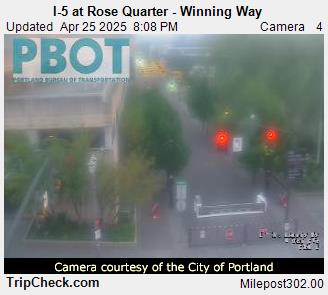 I-5 at Rose Quarter - Winning Way
Updated Apr 25 2025 8:08 PM Camera 4
PBOT
PORTLAND BUREAU OF TRANSPORTATION
Camera courtesy of the City of Portland
TripCheck.com Milepost302.00